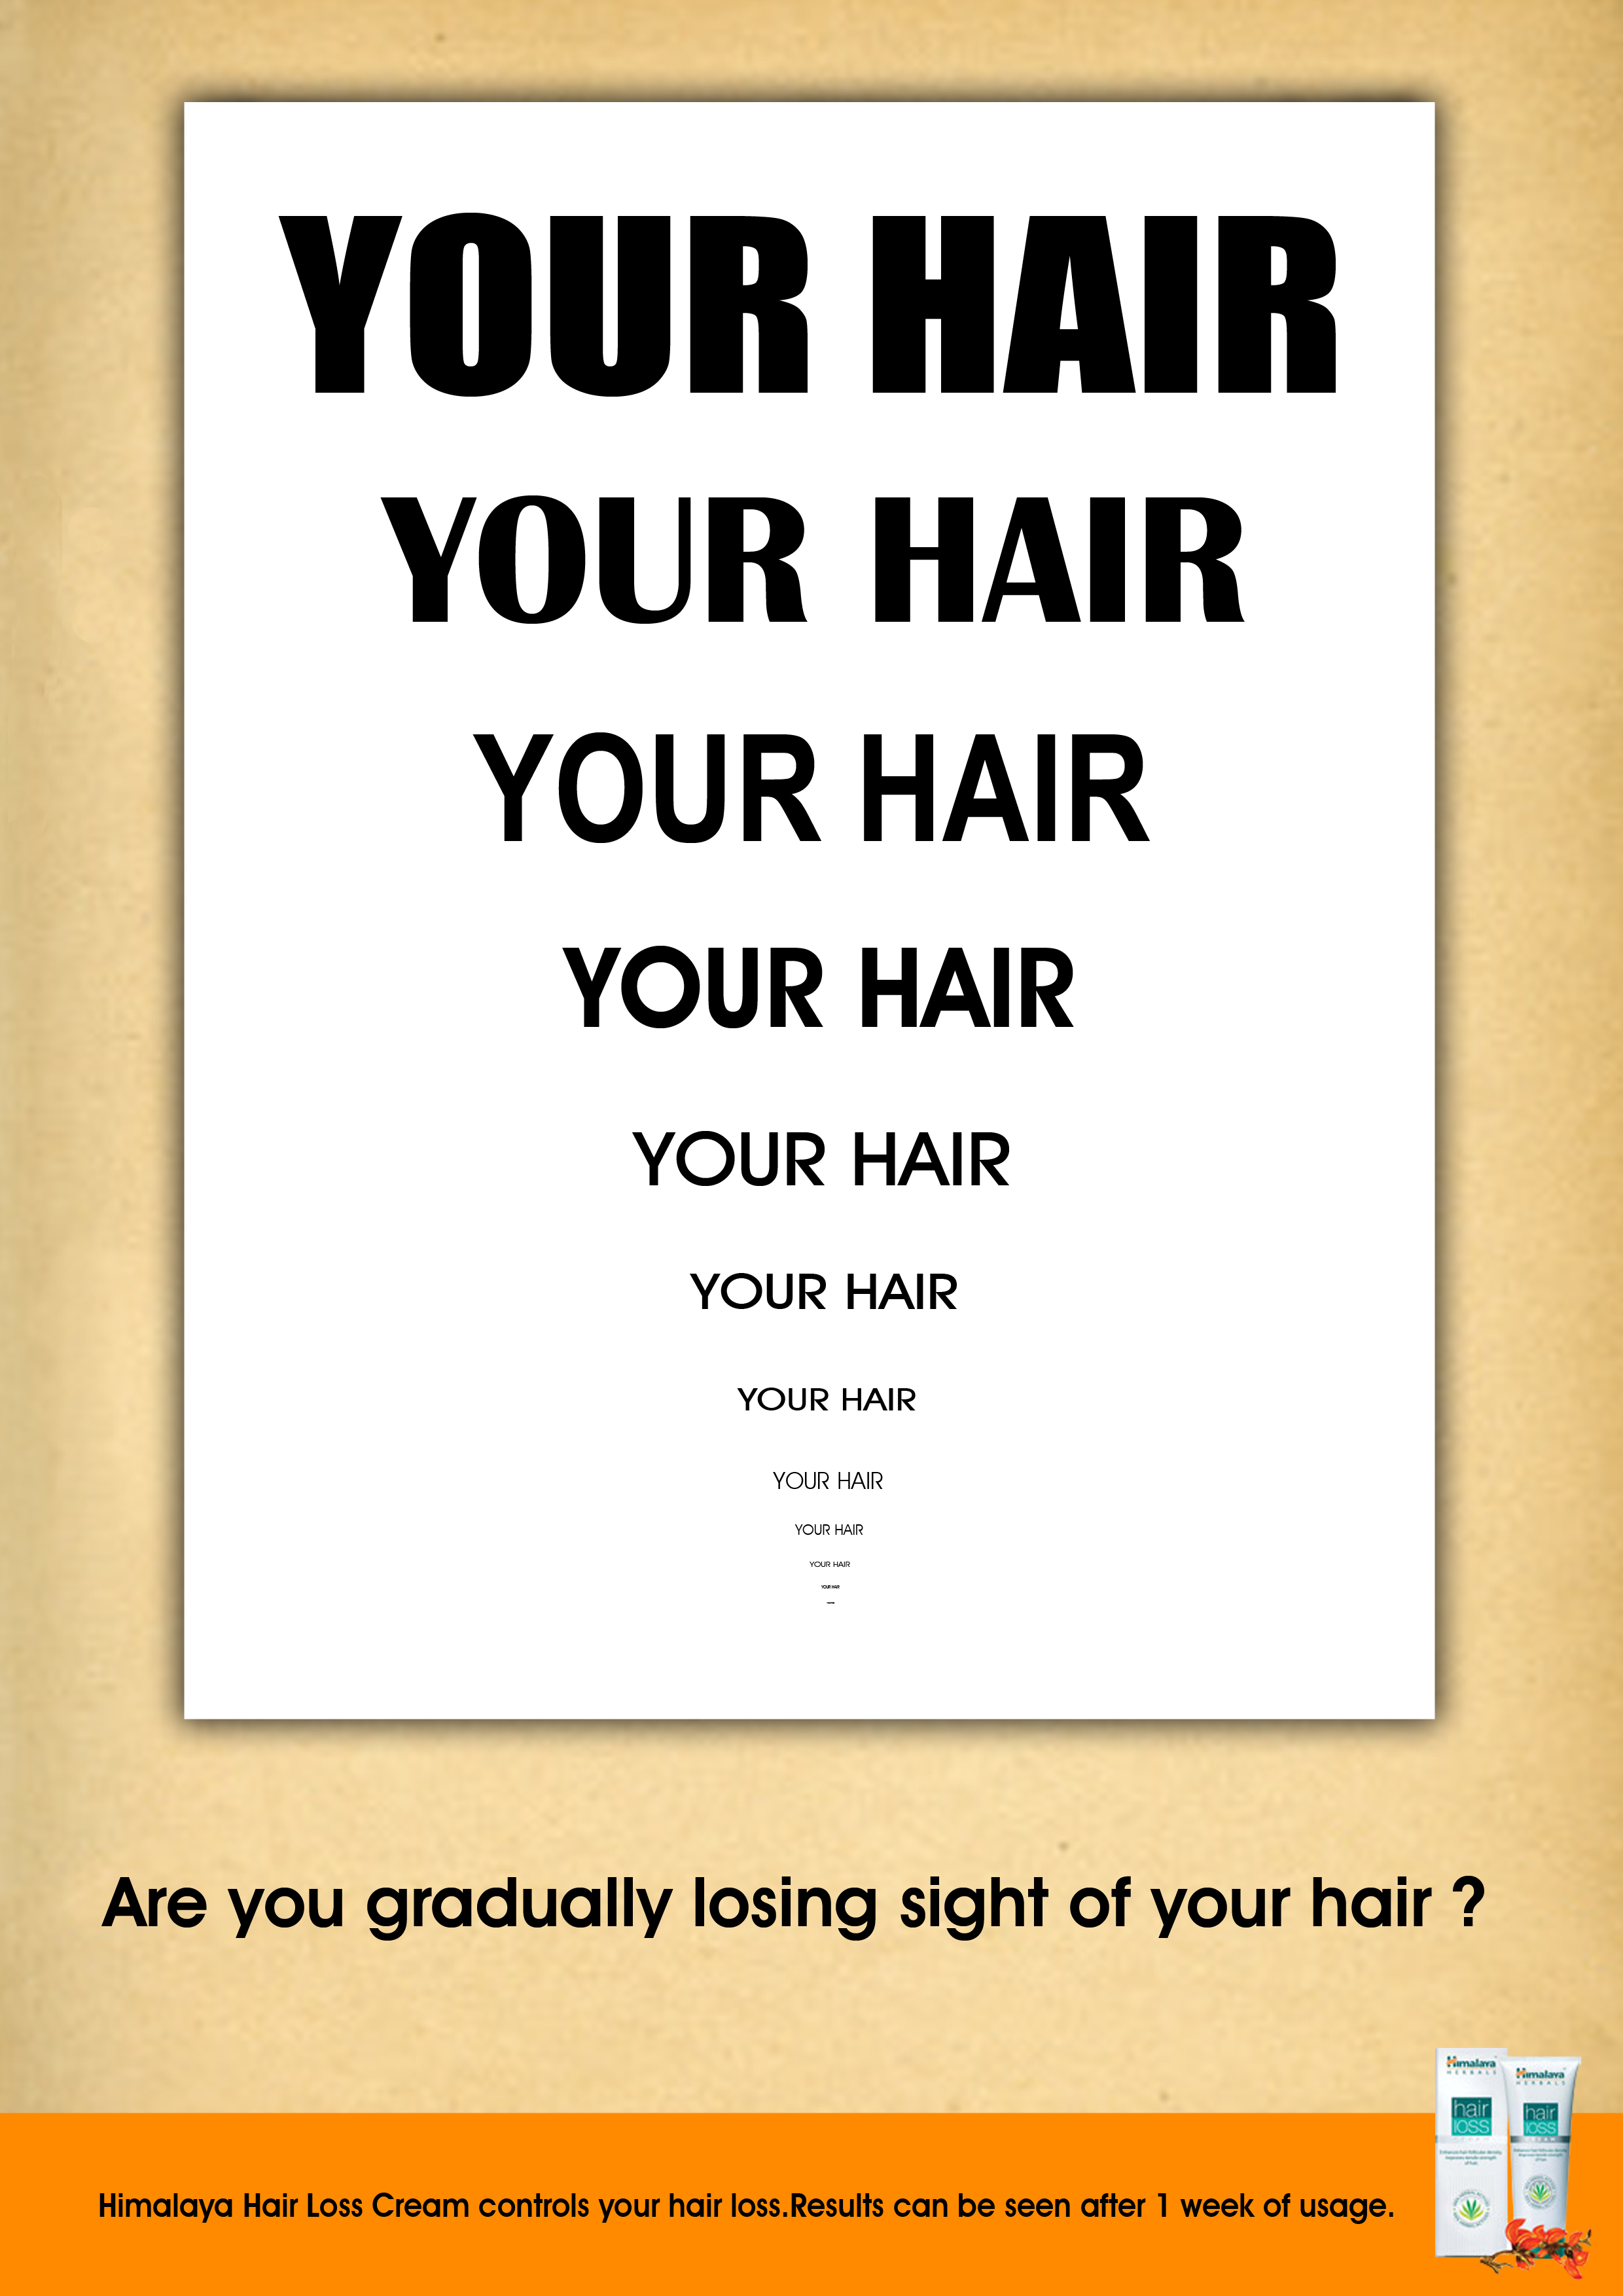 YOUR HAIR
YOUR HAIR
YOUR HAIR
YOUR HAIR
YOUR HAIR
YOUR HAIR
YOUR HAIR
YOUR HAIR
YOUR HAIR
YOUR HAIR
YOUR HAIR
Are you gradually losing sight of your hair ?
Himalaya Hair Loss Cream controls your hair loss.Results can be seen after 1 week of usage.
Himalaya
HERBALS
hair
loss
Himalaya
HERBALS
hair
loss
CREAM